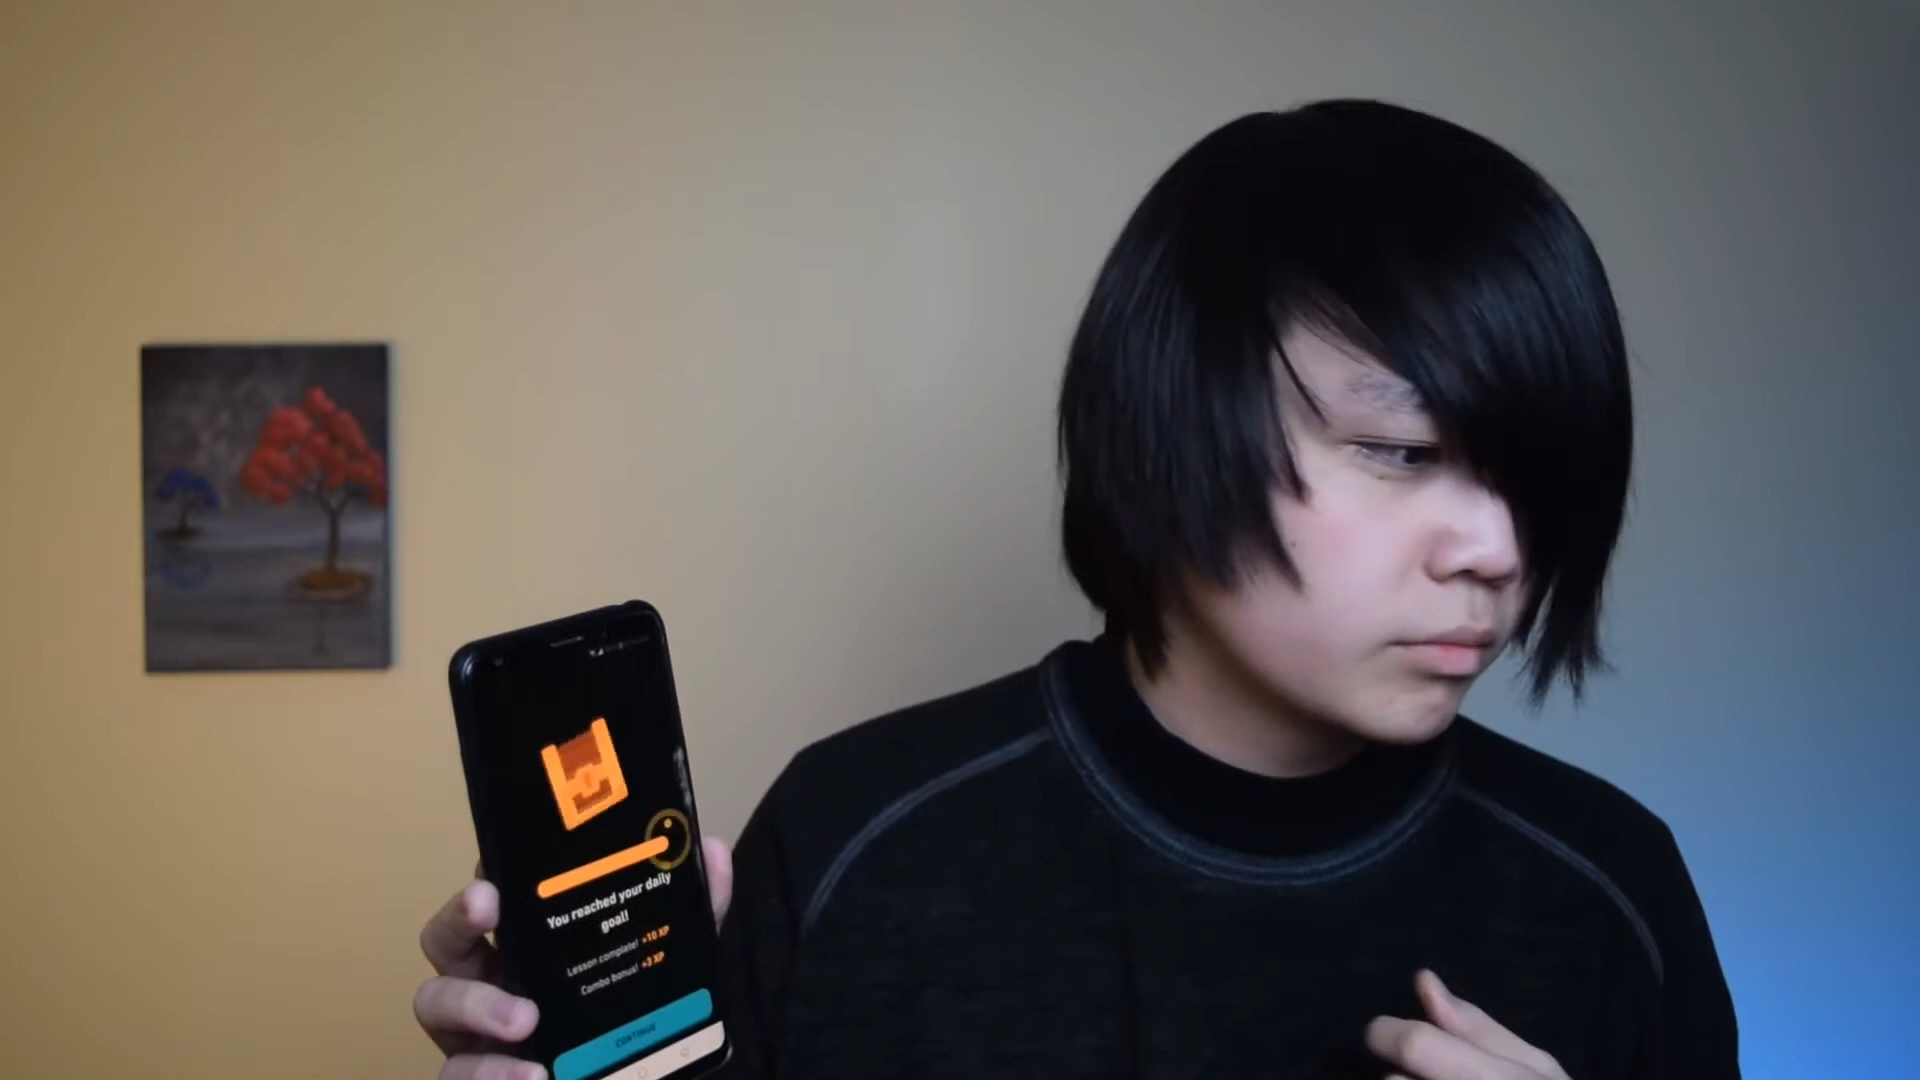 You reached your daily
goal!
Lesson complete! +10 XP
Combo bonus! +3 XP
CONTINUE